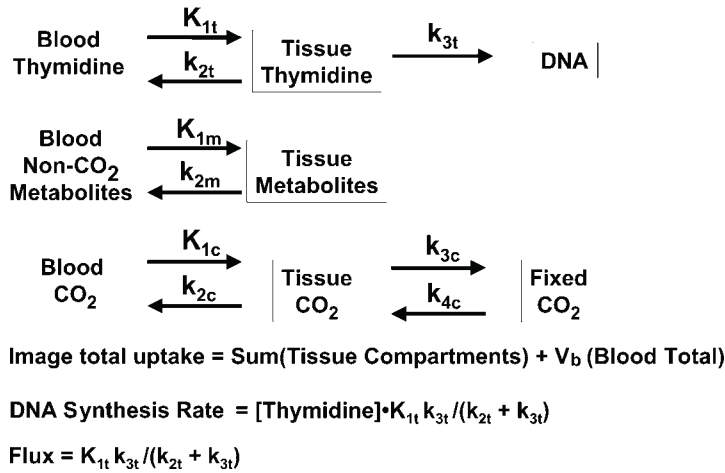 K1t
Blood Thymidine
k2t
Tissue Thymidine
k3t
DNA
Blood Non-CO2 Metabolites
K1m
k2m
Tissue Metabolites
Blood CO2
K1c
k2c
Tissue CO2
k3c
k4c
Fixed CO2
Image total uptake = Sum(Tissue Compartments) + Vb (Blood Total)
DNA Synthesis Rate = [Thymidine]•K1t k3t /(k2t + k3t)
Flux = K1t k3t /(k2t + k3t)